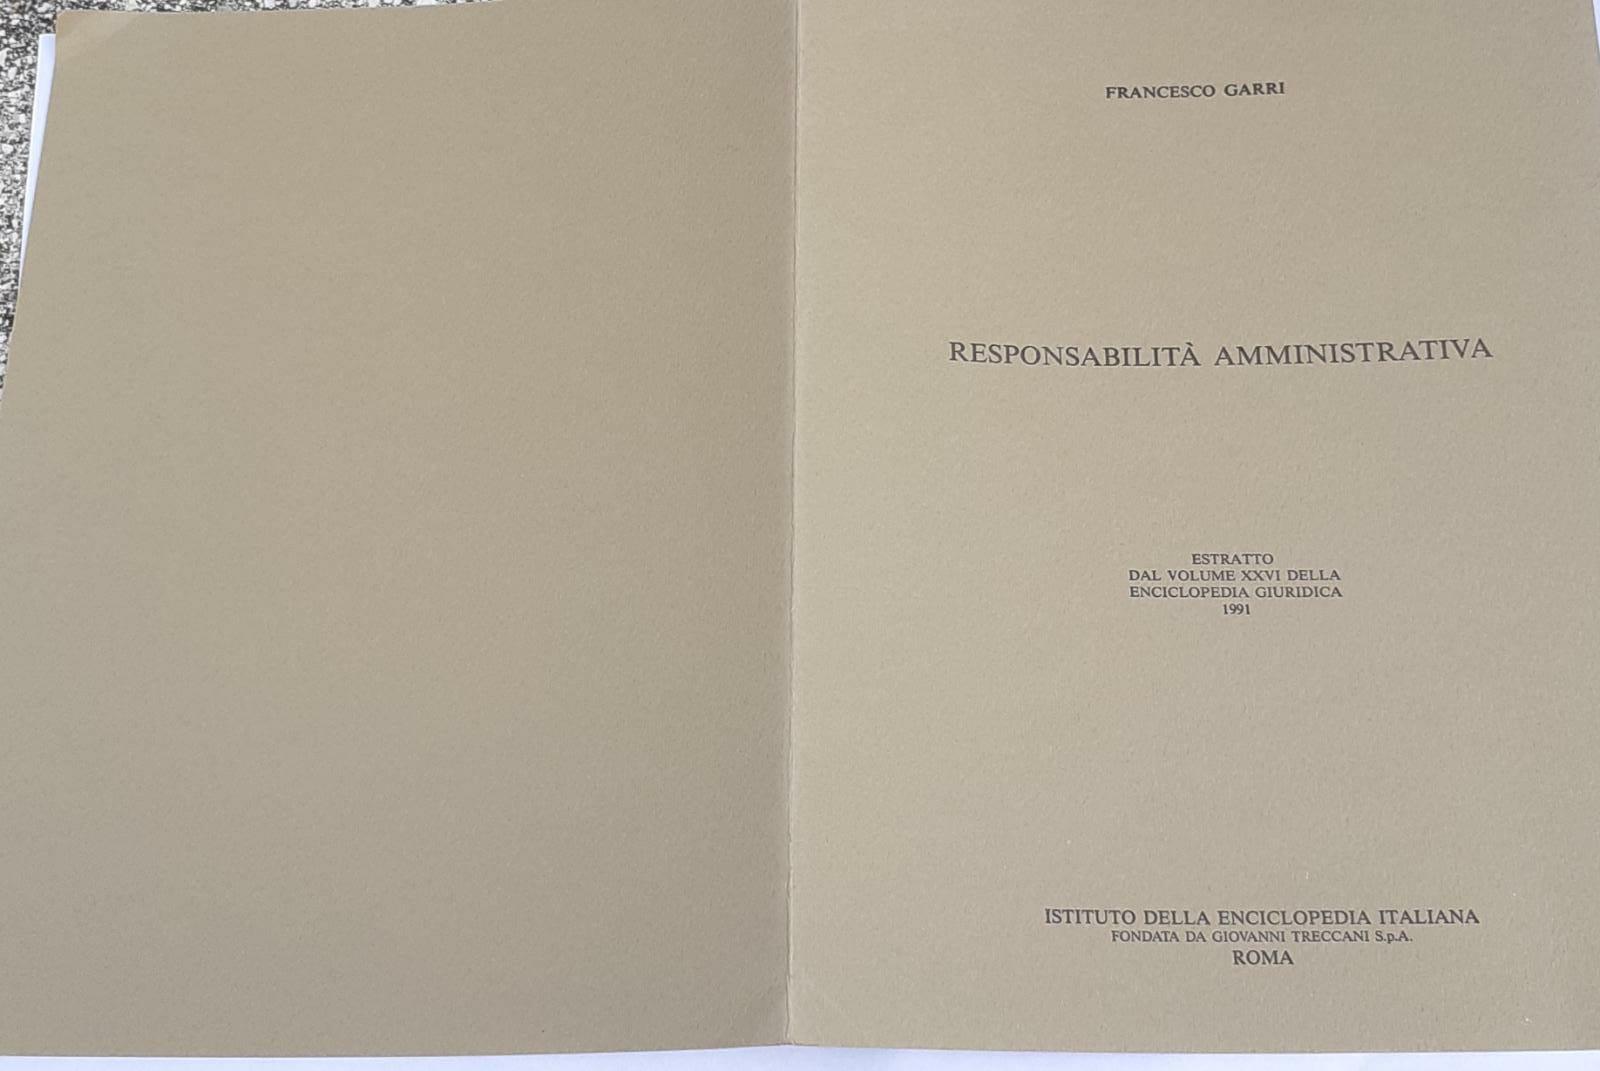 FRANCESCO GARRI
RESPONSABILITÀ AMMINISTRATIVA
ESTRATTO
DAL VOLUME XXVI DELLA
ENCICLOPEDIA GIURIDICA
1991
ISTITUTO DELLA ENCICLOPEDIA ITALIANA
FONDATA DA GIOVANNI TRECCANI S.p.A.
ROMA